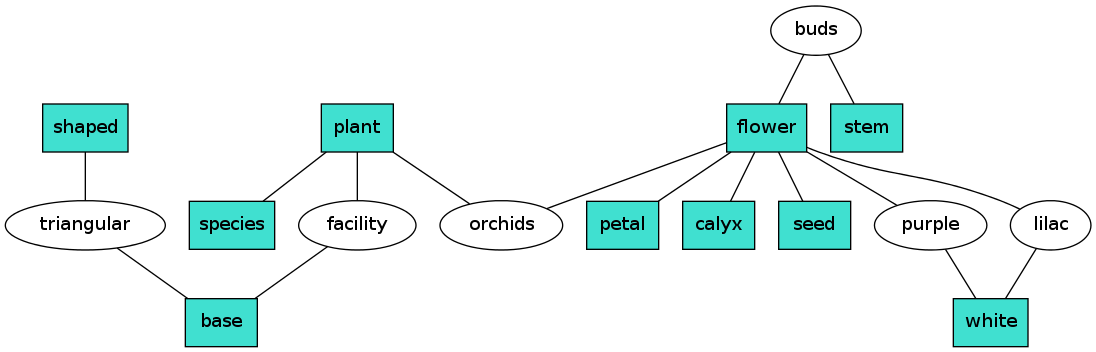 buds
shaped
plant
flower
stem
triangular
species
facility
orchids
petal
calyx
seed
purple
lilac
base
white